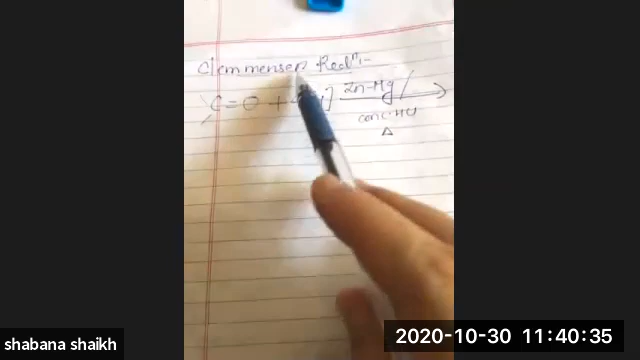 Clemmensen Redⁿ:-
C=O + ] Zn-Hg/
conc HCl
Δ
shabana shaikh
2020-10-30 11:40:35